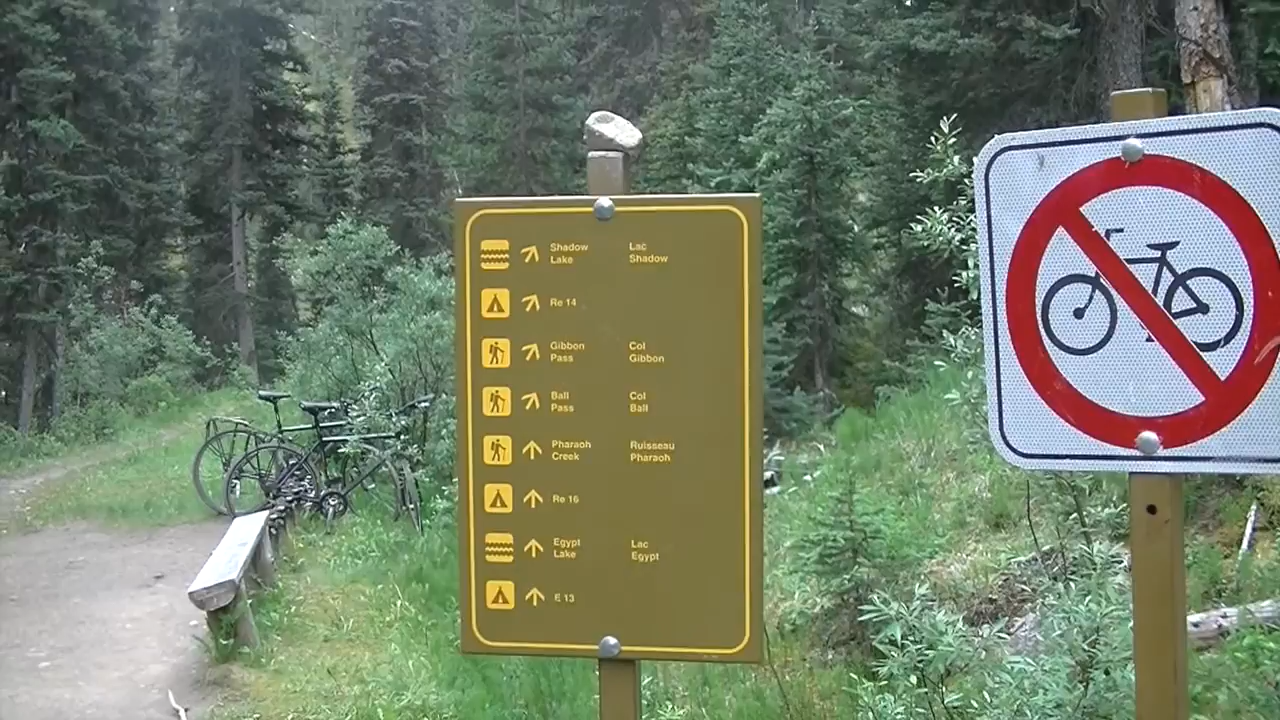 Shadow Lac
Lake Shadow
Re 14
Gibbon Col
Pass Gibbon
Ball Col
Pass Ball
Pharaoh Ruisseau
Creek Pharaoh
Re 16
Egypt Lac
Lake Egypt
E 13